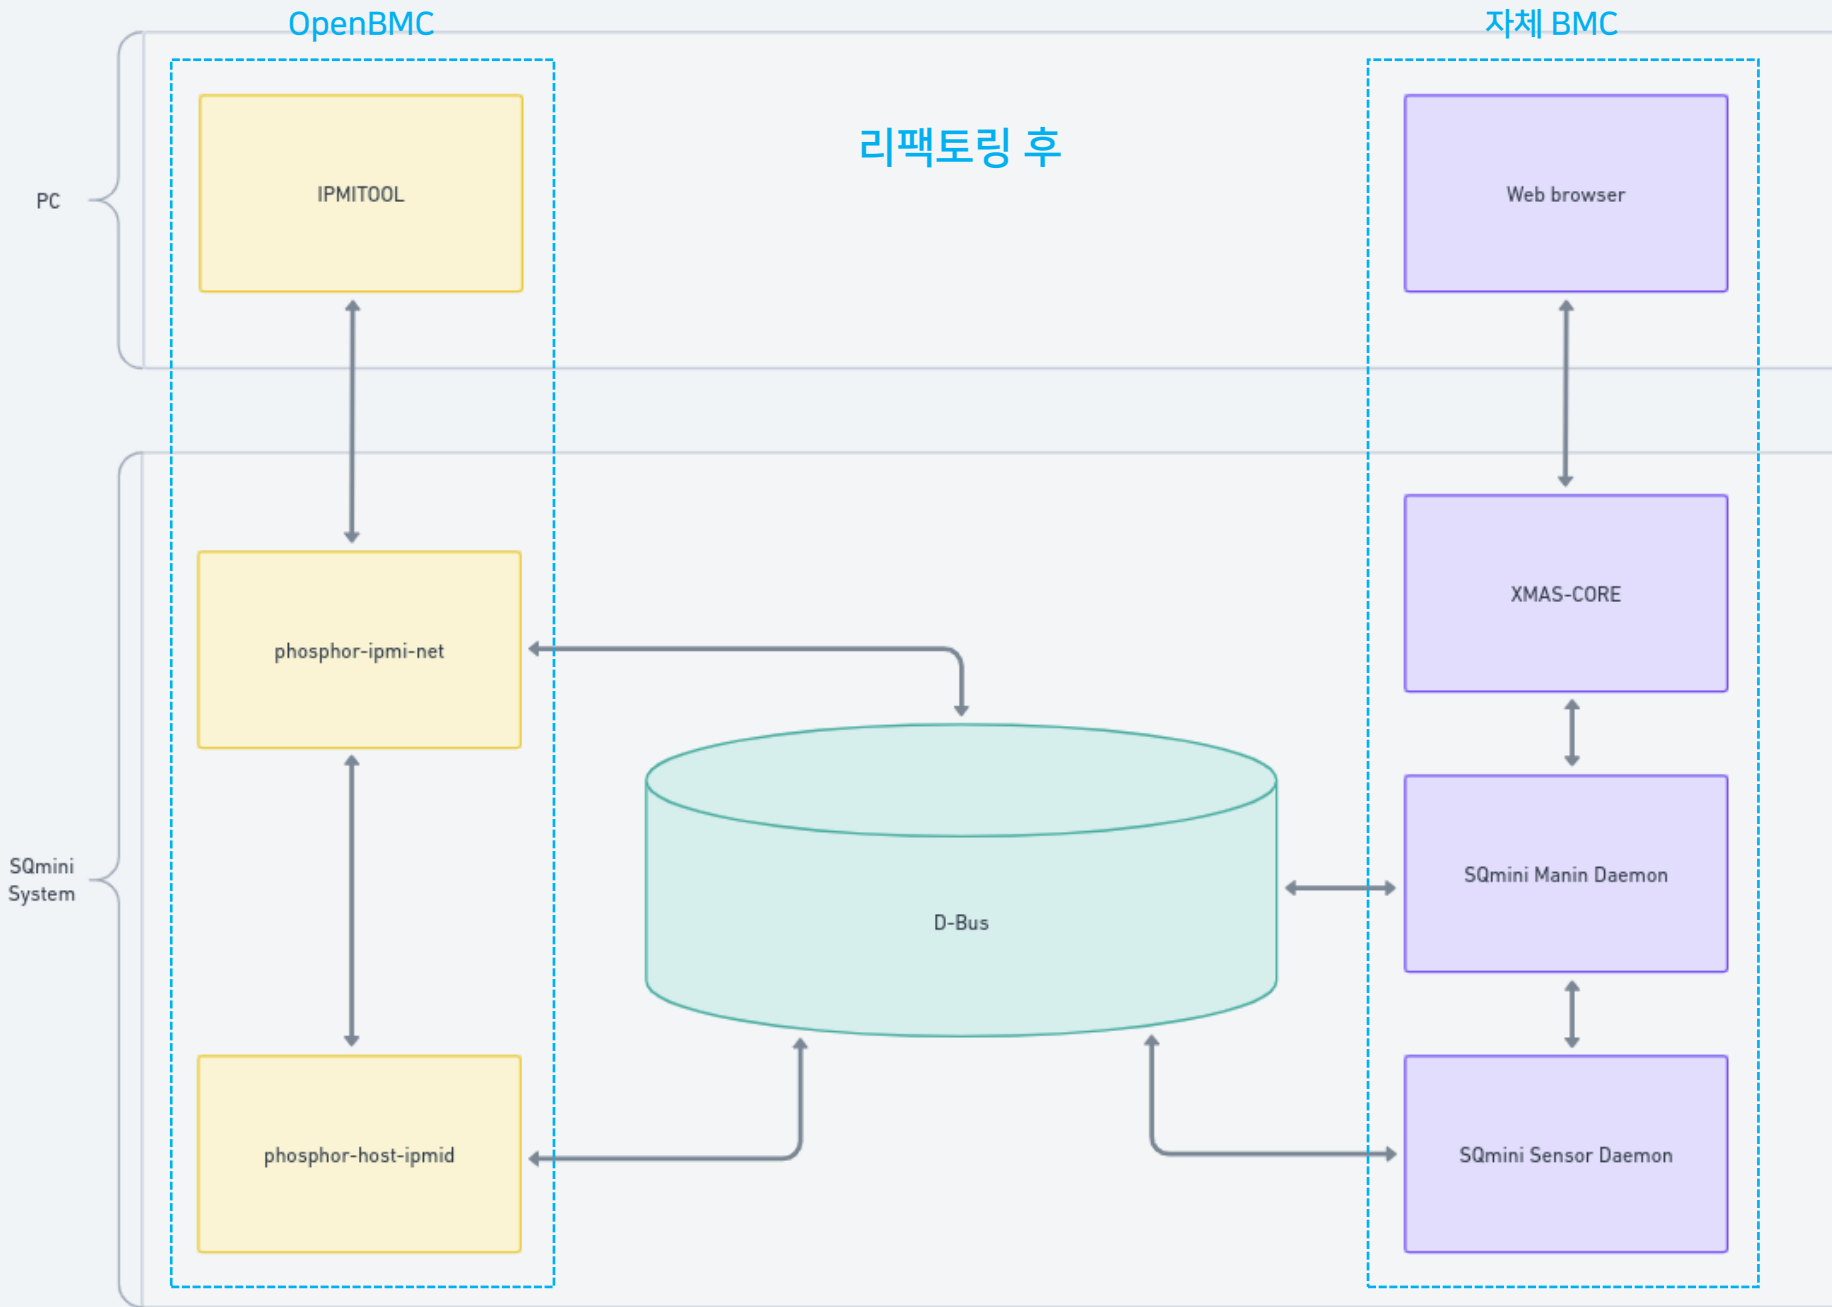 OpenBMC
자체 BMC
리팩토링 후
PC
IPMITOOL
Web browser
XMAS-CORE
phosphor-ipmi-net
SQmini
System
SQmini Manin Daemon
D-Bus
phosphor-host-ipmid
SQmini Sensor Daemon